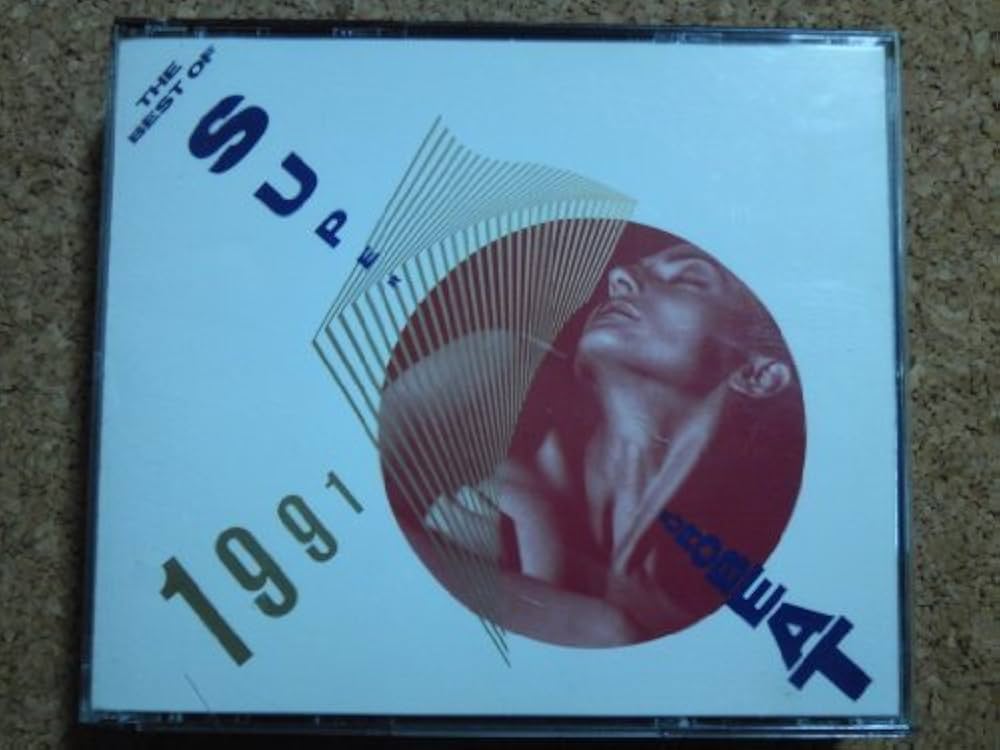 THE
BEST OF
SUPER
EUROBEAT
1991